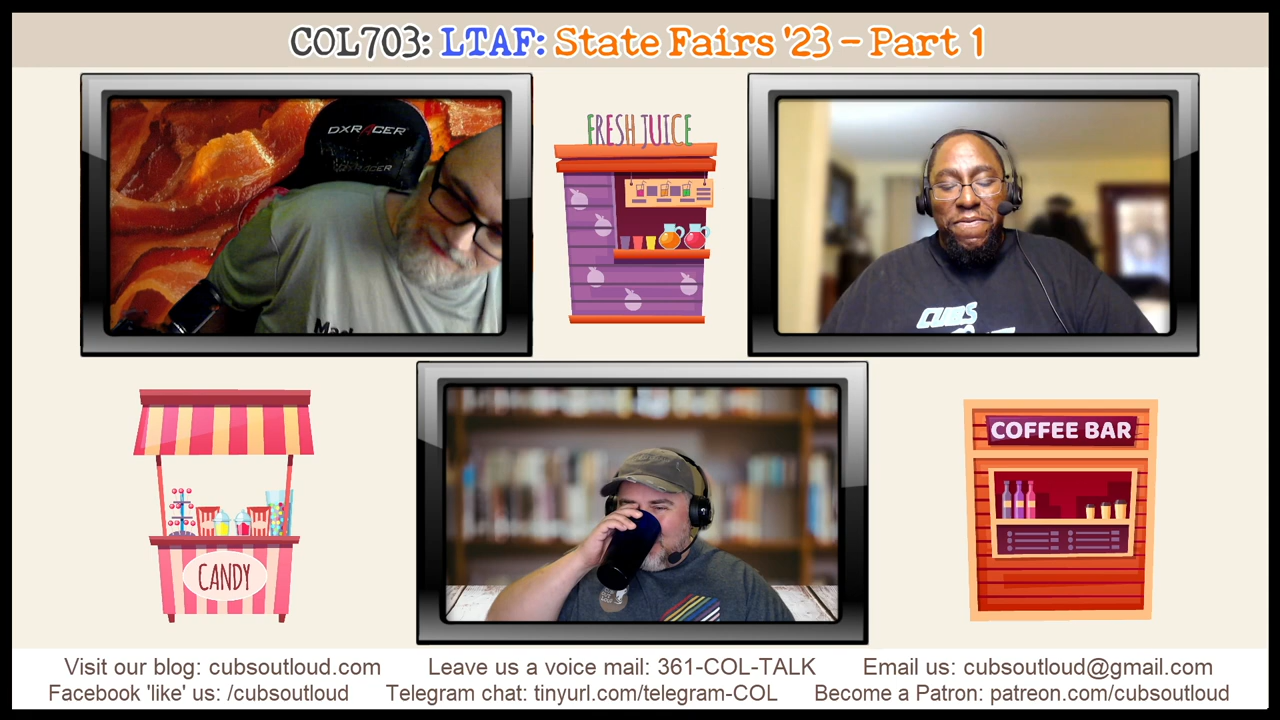 COL703: LTAF: State Fairs '23 - Part 1
DXRACER
FRESH JUICE
CUBS
CANDY
COFFEE BAR
Visit our blog: cubsoutloud.com Leave us a voice mail: 361-COL-TALK Email us: cubsoutloud@gmail.com
Facebook 'like' us: /cubsoutloud Telegram chat: tinyurl.com/telegram-COL Become a Patron: patreon.com/cubsoutloud